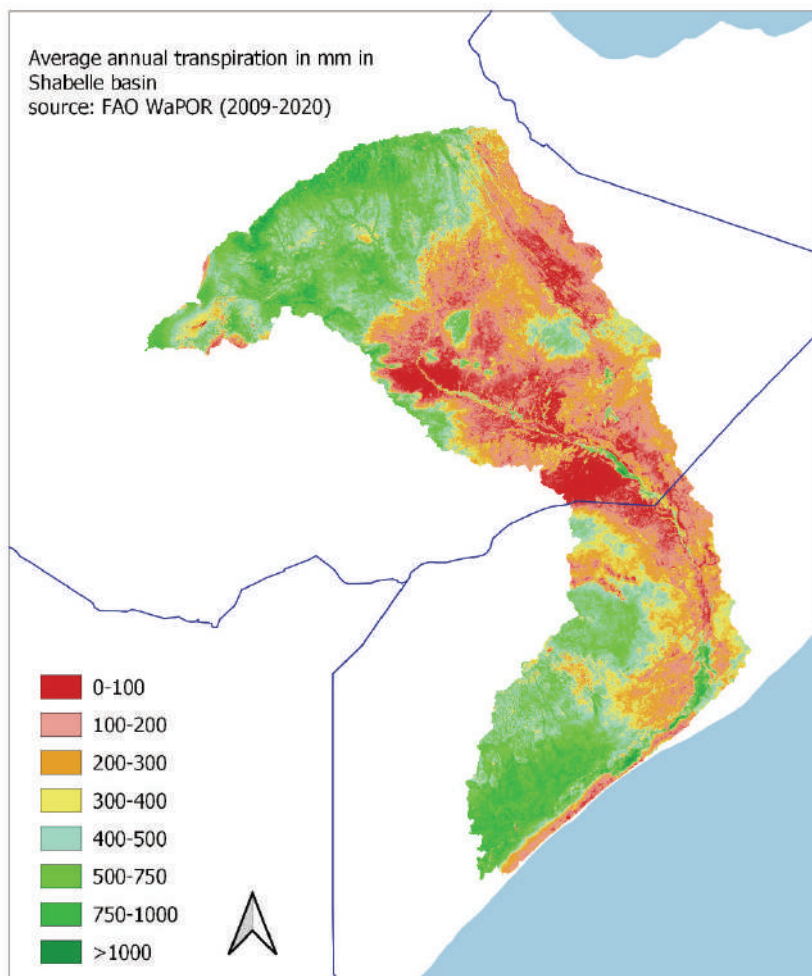 Average annual transpiration in mm in
Shabelle basin
source: FAO WaPOR (2009-2020)
0-100
100-200
200-300
300-400
400-500
500-750
750-1000
>1000